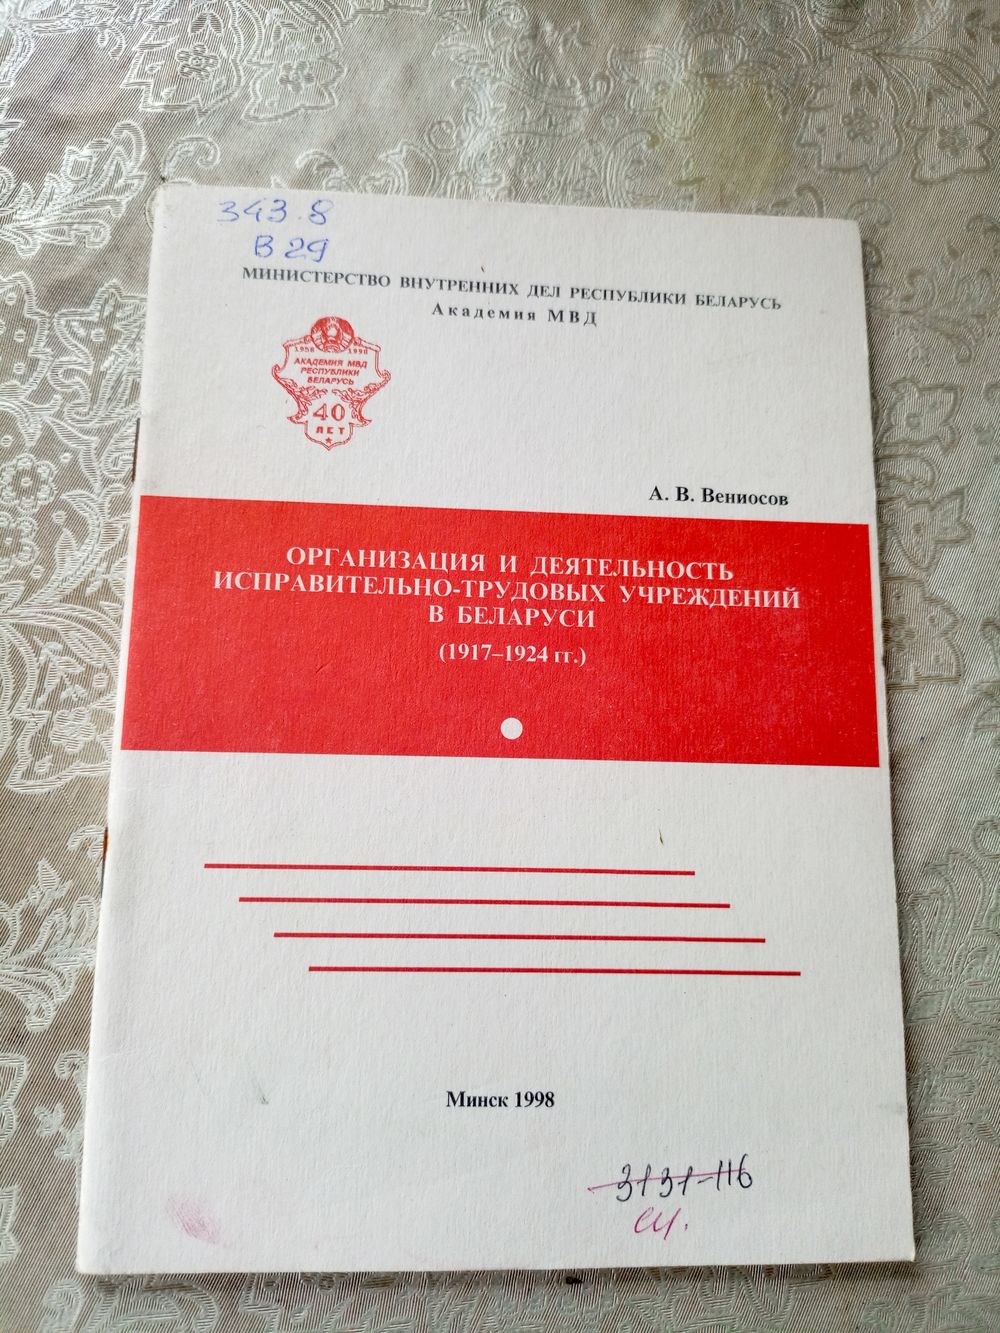 343.8
В 29
МИНИСТЕРСТВО ВНУТРЕННИХ ДЕЛ РЕСПУБЛИКИ БЕЛАРУСЬ
Академия МВД
1958 1998
АКАДЕМИЯ МВД
РЕСПУБЛИКИ
БЕЛАРУСЬ
40
ЛЕТ
А. В. Вениосов
ОРГАНИЗАЦИЯ И ДЕЯТЕЛЬНОСТЬ
ИСПРАВИТЕЛЬНО-ТРУДОВЫХ УЧРЕЖДЕНИЙ
В БЕЛАРУСИ
(1917–1924 гг.)
Минск 1998
3131-116